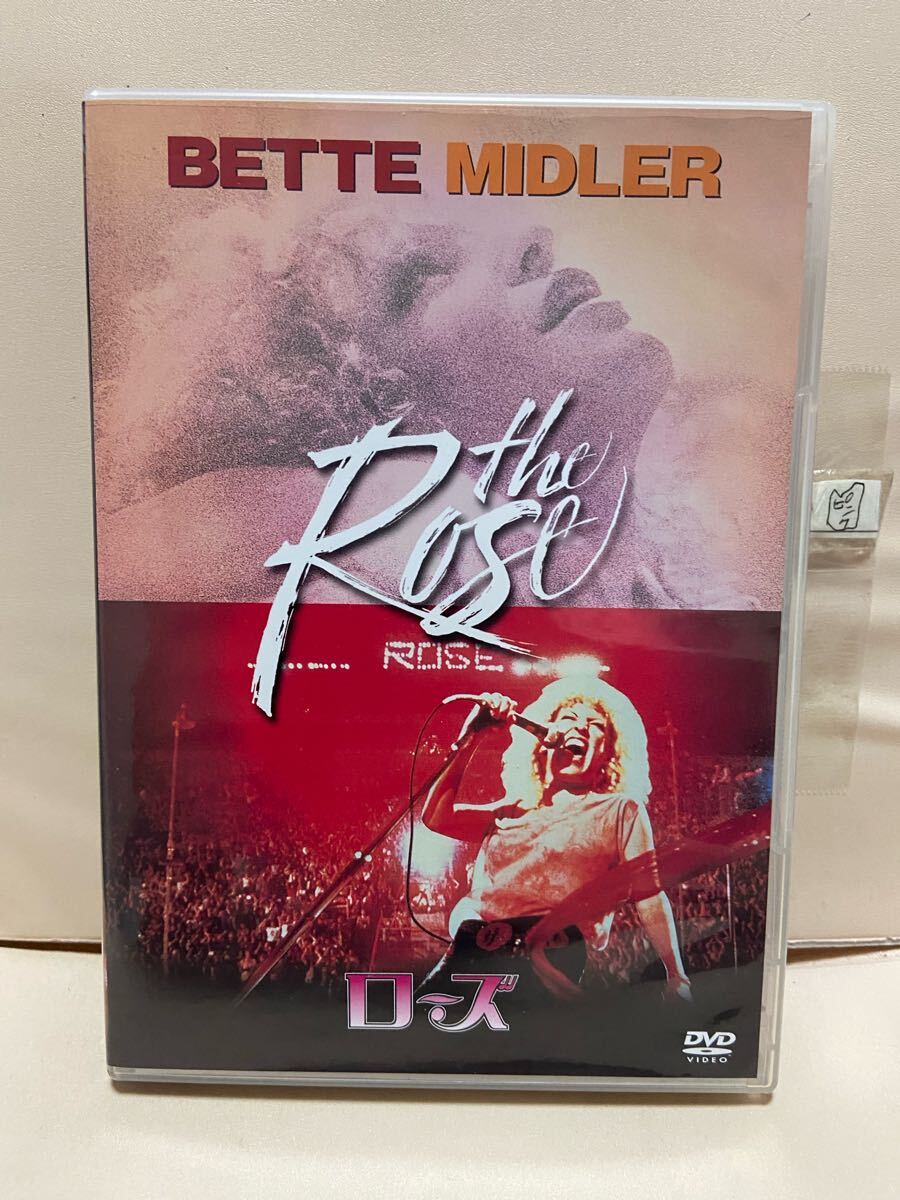 BETTE MIDLER
the
Rose
ROSE
ローズ
DVD
VIDEO